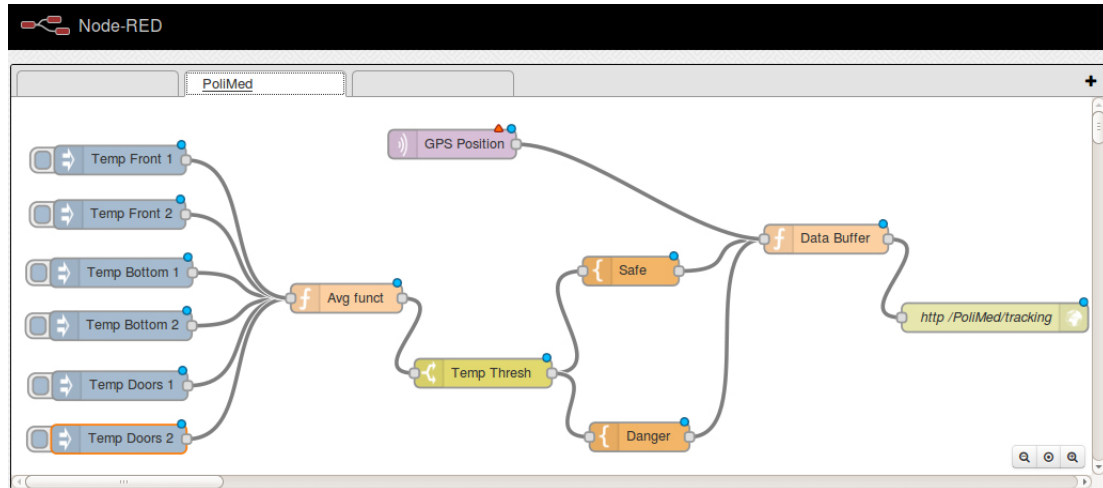 Node-RED
PoliMed
Temp Front 1
GPS Position
Temp Front 2
Data Buffer
Temp Bottom 1
Safe
Avg funct
http /PoliMed/tracking
Temp Bottom 2
Temp Thresh
Temp Doors 1
Temp Doors 2
Danger